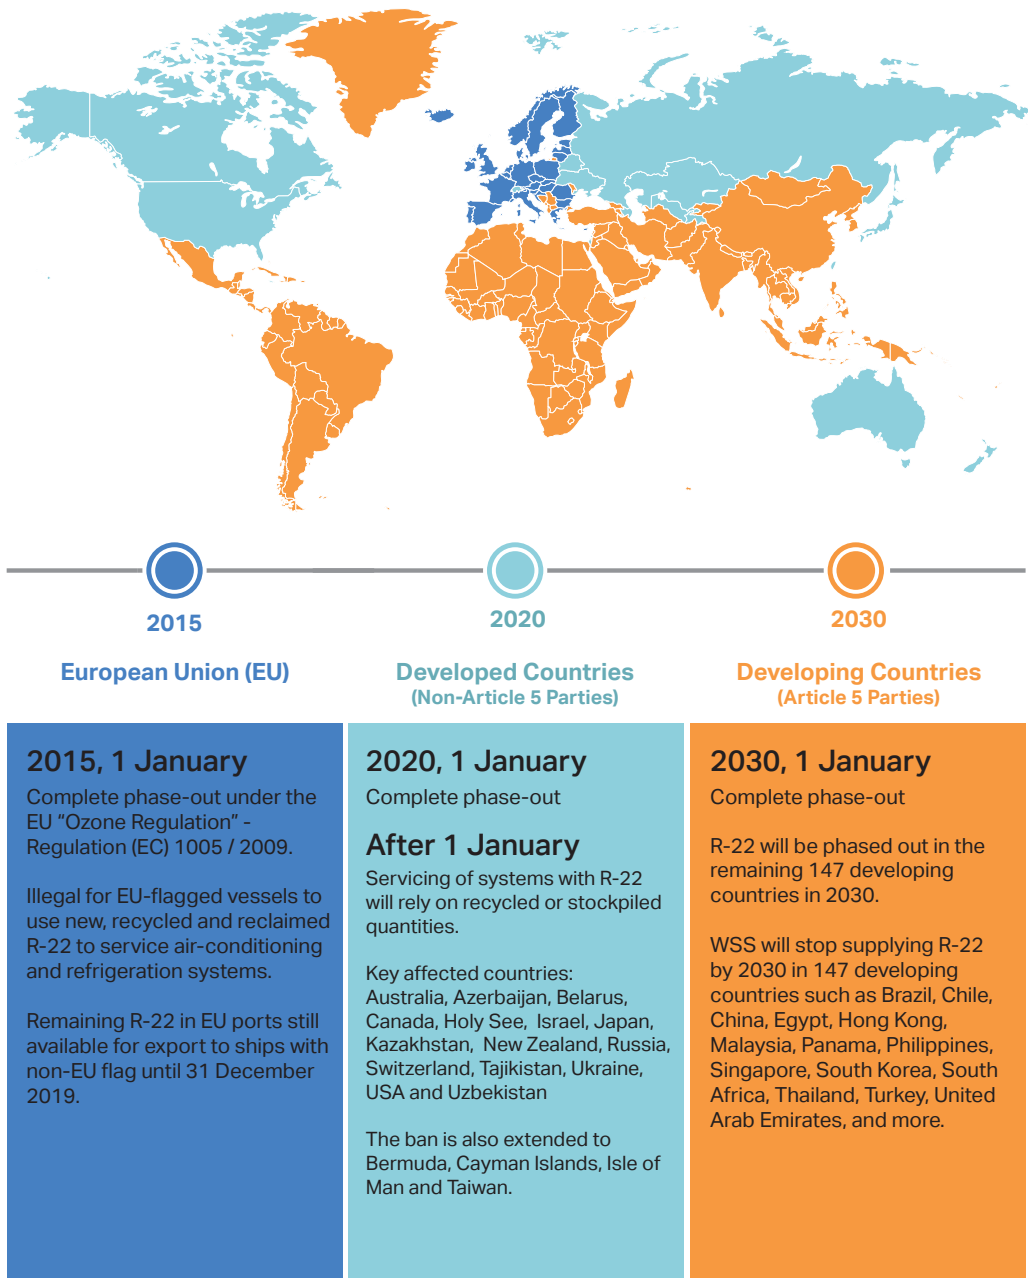 2015
2020
2030
European Union (EU)
Developed Countries
(Non-Article 5 Parties)
Developing Countries
(Article 5 Parties)
2015, 1 January
Complete phase-out under the
EU “Ozone Regulation” -
Regulation (EC) 1005 / 2009.
Illegal for EU-flagged vessels to
use new, recycled and reclaimed
R-22 to service air-conditioning
and refrigeration systems.
Remaining R-22 in EU ports still
available for export to ships with
non-EU flag until 31 December
2019.
2020, 1 January
Complete phase-out
After 1 January
Servicing of systems with R-22
will rely on recycled or stockpiled
quantities.
Key affected countries:
Australia, Azerbaijan, Belarus,
Canada, Holy See, Israel, Japan,
Kazakhstan, New Zealand, Russia,
Switzerland, Tajikistan, Ukraine,
USA and Uzbekistan
The ban is also extended to
Bermuda, Cayman Islands, Isle of
Man and Taiwan.
2030, 1 January
Complete phase-out
R-22 will be phased out in the
remaining 147 developing
countries in 2030.
WSS will stop supplying R-22
by 2030 in 147 developing
countries such as Brazil, Chile,
China, Egypt, Hong Kong,
Malaysia, Panama, Philippines,
Singapore, South Korea, South
Africa, Thailand, Turkey, United
Arab Emirates, and more.